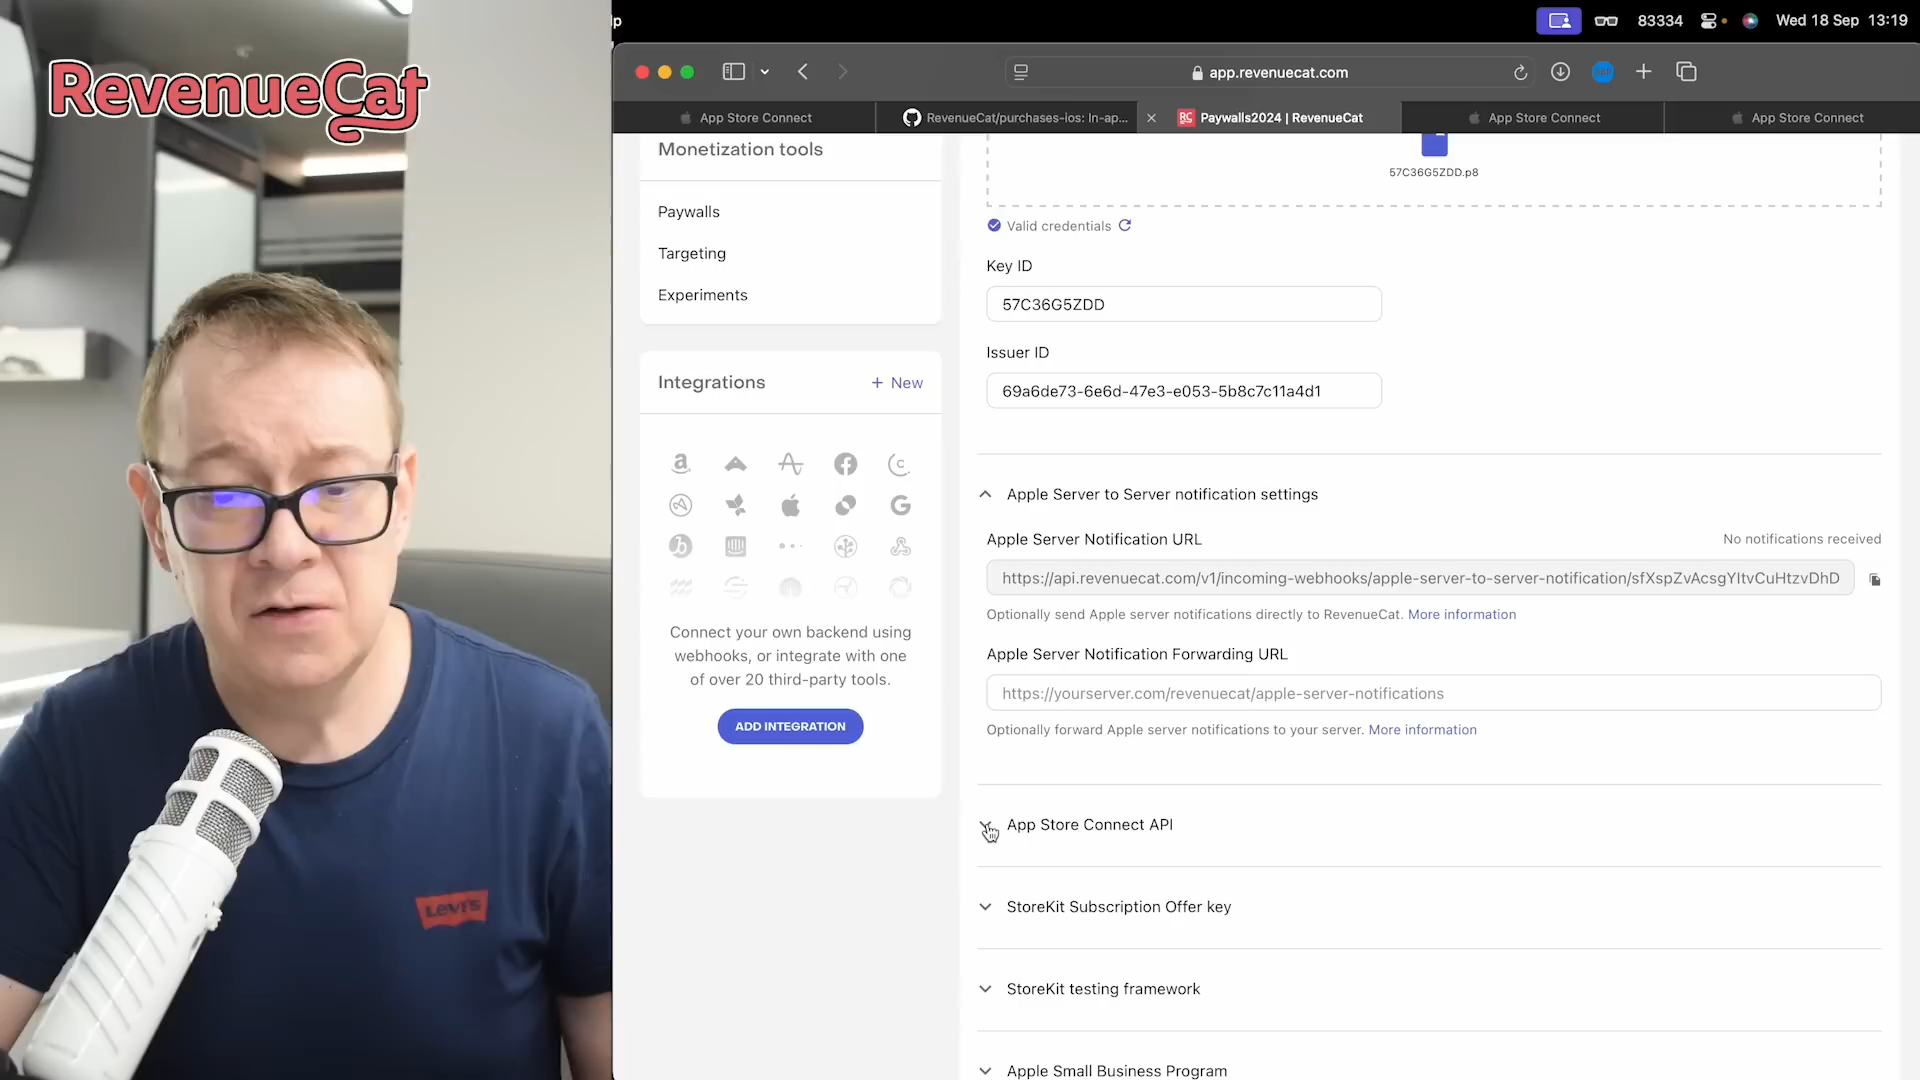 RevenueCat
lp
83334
Wed 18 Sep 13:19
app.revenuecat.com
App Store Connect
RevenueCat/purchases-ios: In-ap...
RC
Paywalls2024 | RevenueCat
App Store Connect
App Store Connect
Monetization tools
Paywalls
Targeting
Experiments
Integrations
+ New
Connect your own backend using
webhooks, or integrate with one
of over 20 third-party tools.
ADD INTEGRATION
57C36G5ZDD.p8
Valid credentials
Key ID
57C36G5ZDD
Issuer ID
69a6de73-6e6d-47e3-e053-5b8c7c11a4d1
Apple Server to Server notification settings
Apple Server Notification URL
No notifications received
https://api.revenuecat.com/v1/incoming-webhooks/apple-server-to-server-notification/sfXspZvAcsgYItvCuHtzvDhD
Optionally send Apple server notifications directly to RevenueCat. More information
Apple Server Notification Forwarding URL
https://yourserver.com/revenuecat/apple-server-notifications
Optionally forward Apple server notifications to your server. More information
App Store Connect API
StoreKit Subscription Offer key
StoreKit testing framework
Apple Small Business Program
Levi's